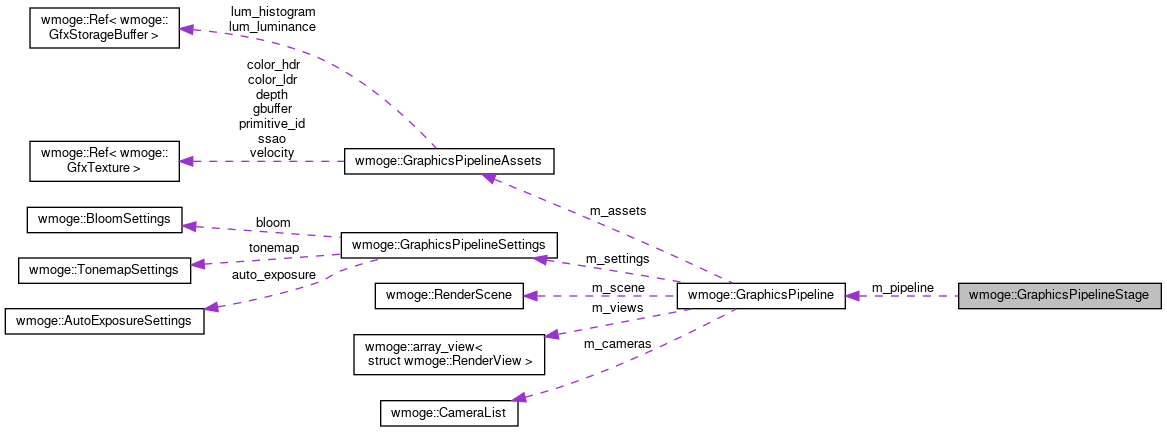 wmoge::Ref< wmoge::
GfxStorageBuffer >
lum_histogram
lum_luminance
color_hdr
color_ldr
depth
gbuffer
primitive_id
ssao
velocity
wmoge::Ref< wmoge::
GfxTexture >
wmoge::GraphicsPipelineAssets
m_assets
wmoge::BloomSettings
bloom
wmoge::GraphicsPipelineSettings
tonemap
wmoge::TonemapSettings
auto_exposure
wmoge::AutoExposureSettings
m_settings
wmoge::RenderScene
m_scene
wmoge::GraphicsPipeline
m_pipeline
wmoge::GraphicsPipelineStage
m_views
wmoge::array_view<
struct wmoge::RenderView >
m_cameras
wmoge::CameraList